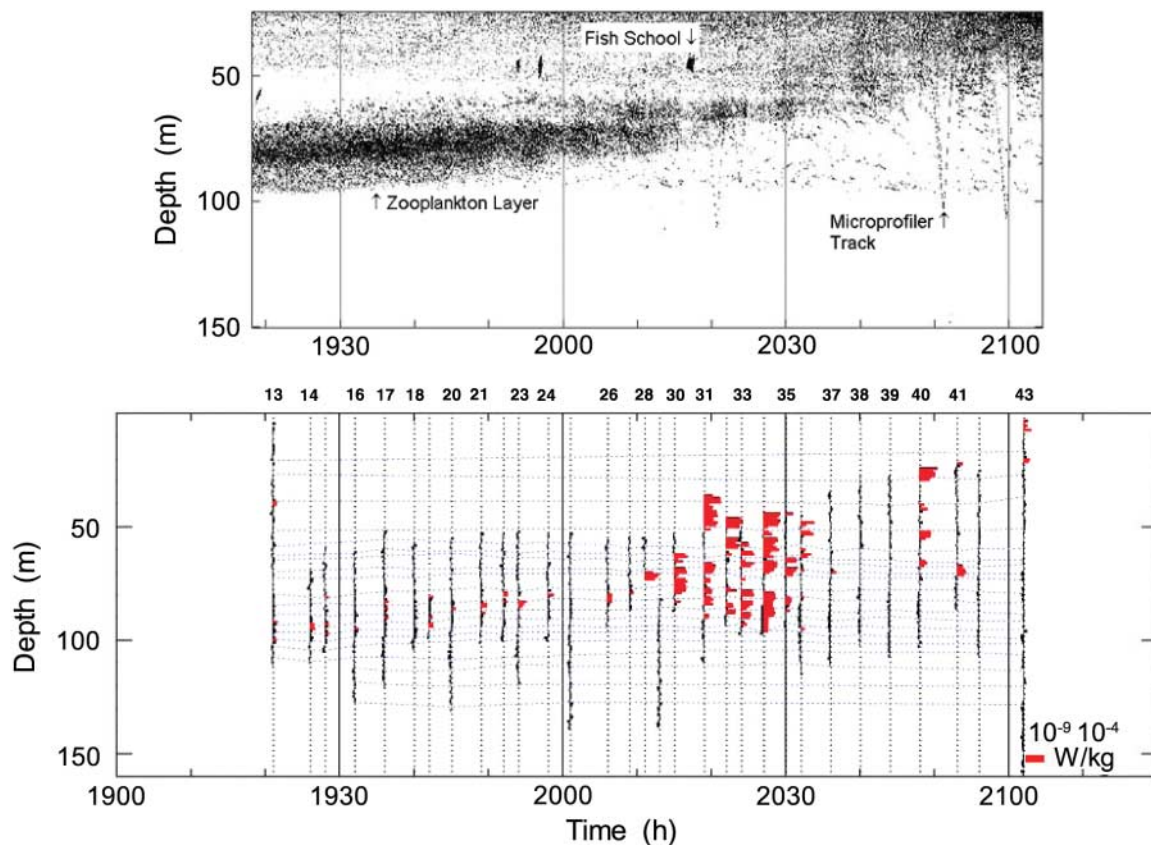 Fish School ↓
50
100
150
Depth (m)
↑ Zooplankton Layer
Microprofiler ↑
Track
1930 2000 2030 2100
13 14 16 17 18 20 21 23 24 26 28 30 31 33 35 37 38 39 40 41 43
50
100
150
Depth (m)
10⁻⁹ 10⁻⁴
W/kg
1900 1930 2000 2030 2100
Time (h)